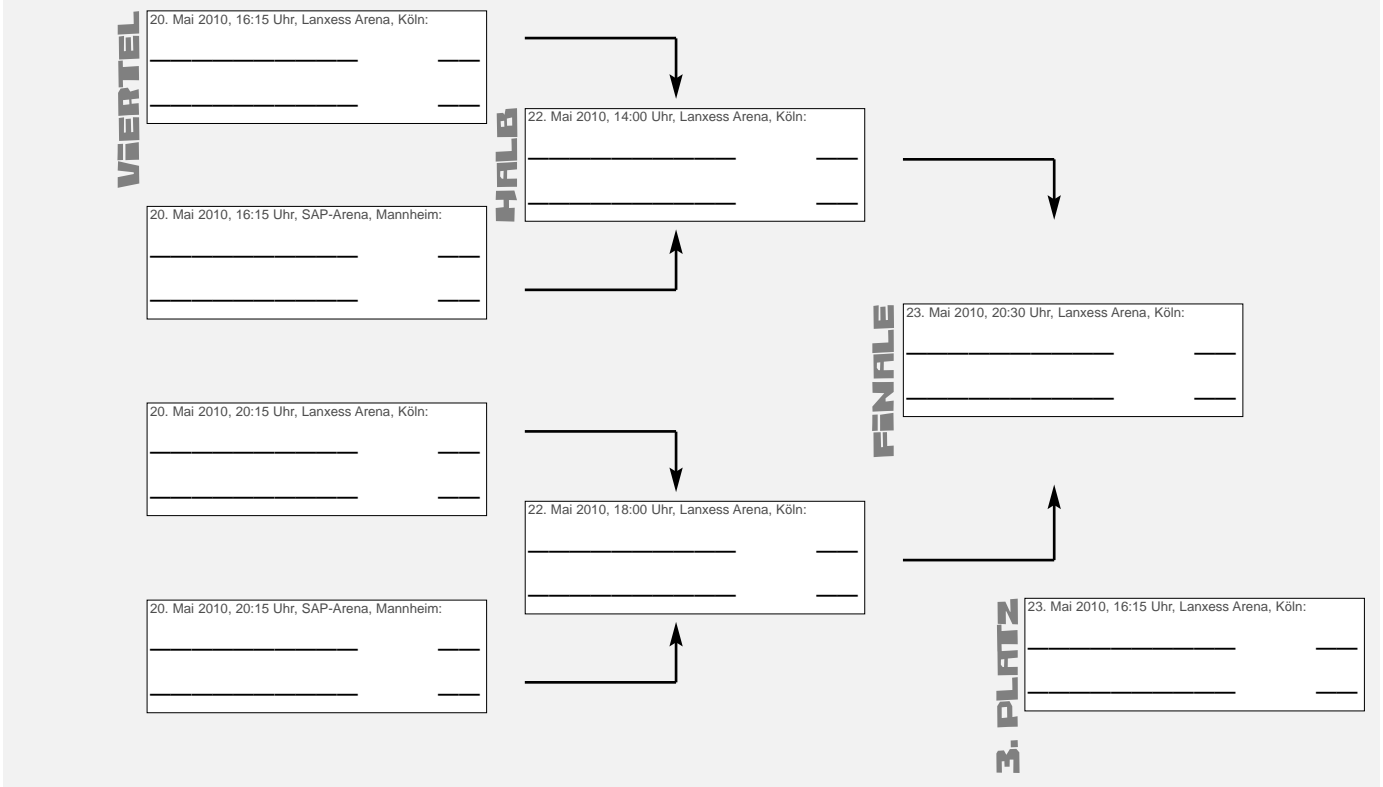 VIERTEL
20. Mai 2010, 16:15 Uhr, Lanxess Arena, Köln:
20. Mai 2010, 16:15 Uhr, SAP-Arena, Mannheim:
20. Mai 2010, 20:15 Uhr, Lanxess Arena, Köln:
20. Mai 2010, 20:15 Uhr, SAP-Arena, Mannheim:
HALB
22. Mai 2010, 14:00 Uhr, Lanxess Arena, Köln:
22. Mai 2010, 18:00 Uhr, Lanxess Arena, Köln:
FINALE
23. Mai 2010, 20:30 Uhr, Lanxess Arena, Köln:
3. PLATZ
23. Mai 2010, 16:15 Uhr, Lanxess Arena, Köln: